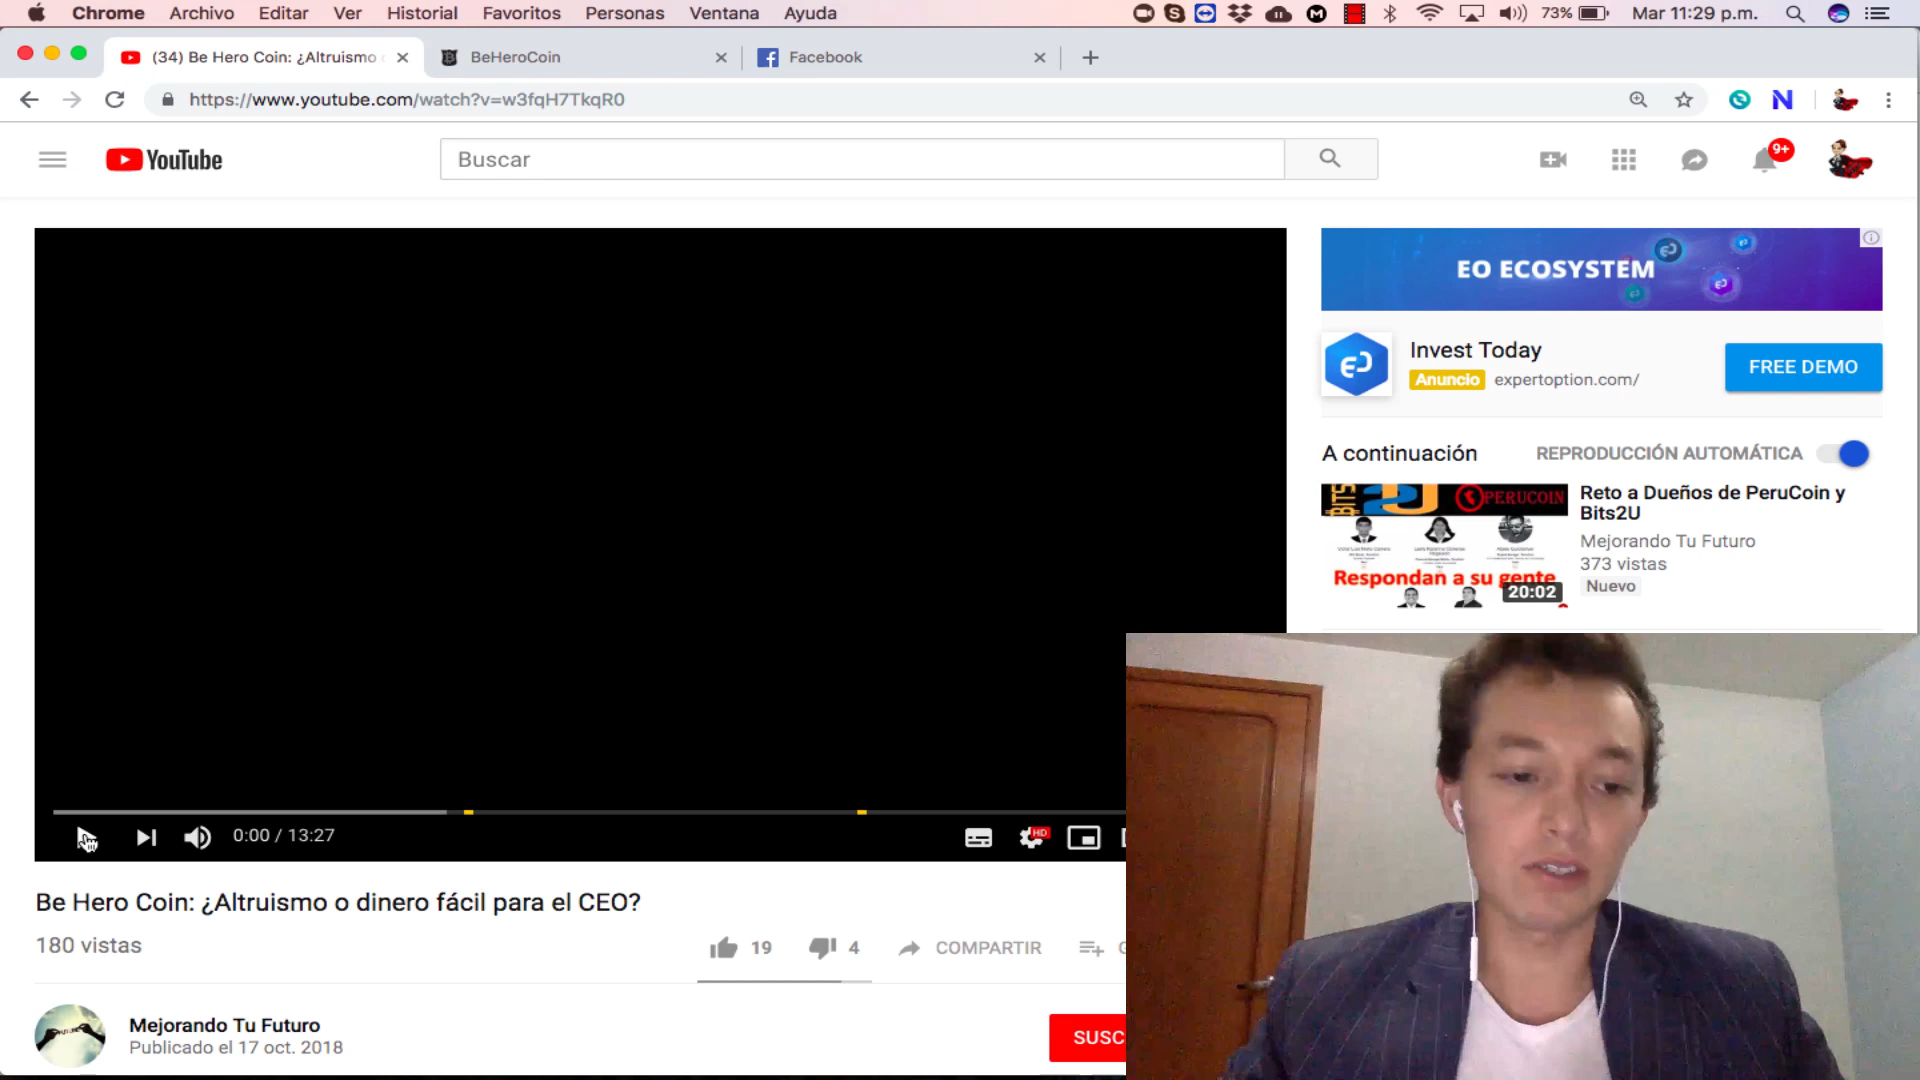 Chrome Archivo Editar Ver Historial Favoritos Personas Ventana Ayuda 73% Mar 11:29 p.m.
(34) Be Hero Coin: ¿Altruismo
BeHeroCoin
Facebook
https://www.youtube.com/watch?v=w3fqH7TkqR0
YouTube
Buscar
9+
EO ECOSYSTEM
Invest Today
Anuncio expertoption.com/
FREE DEMO
A continuación
REPRODUCCIÓN AUTOMÁTICA
BITS 2U
PERUCOIN
Respondan a su gente
20:02
Reto a Dueños de PeruCoin y
Bits2U
Mejorando Tu Futuro
373 vistas
Nuevo
0:00 / 13:27
HD
Be Hero Coin: ¿Altruismo o dinero fácil para el CEO?
180 vistas
19
4
COMPARTIR
Mejorando Tu Futuro
Publicado el 17 oct. 2018
SUSC